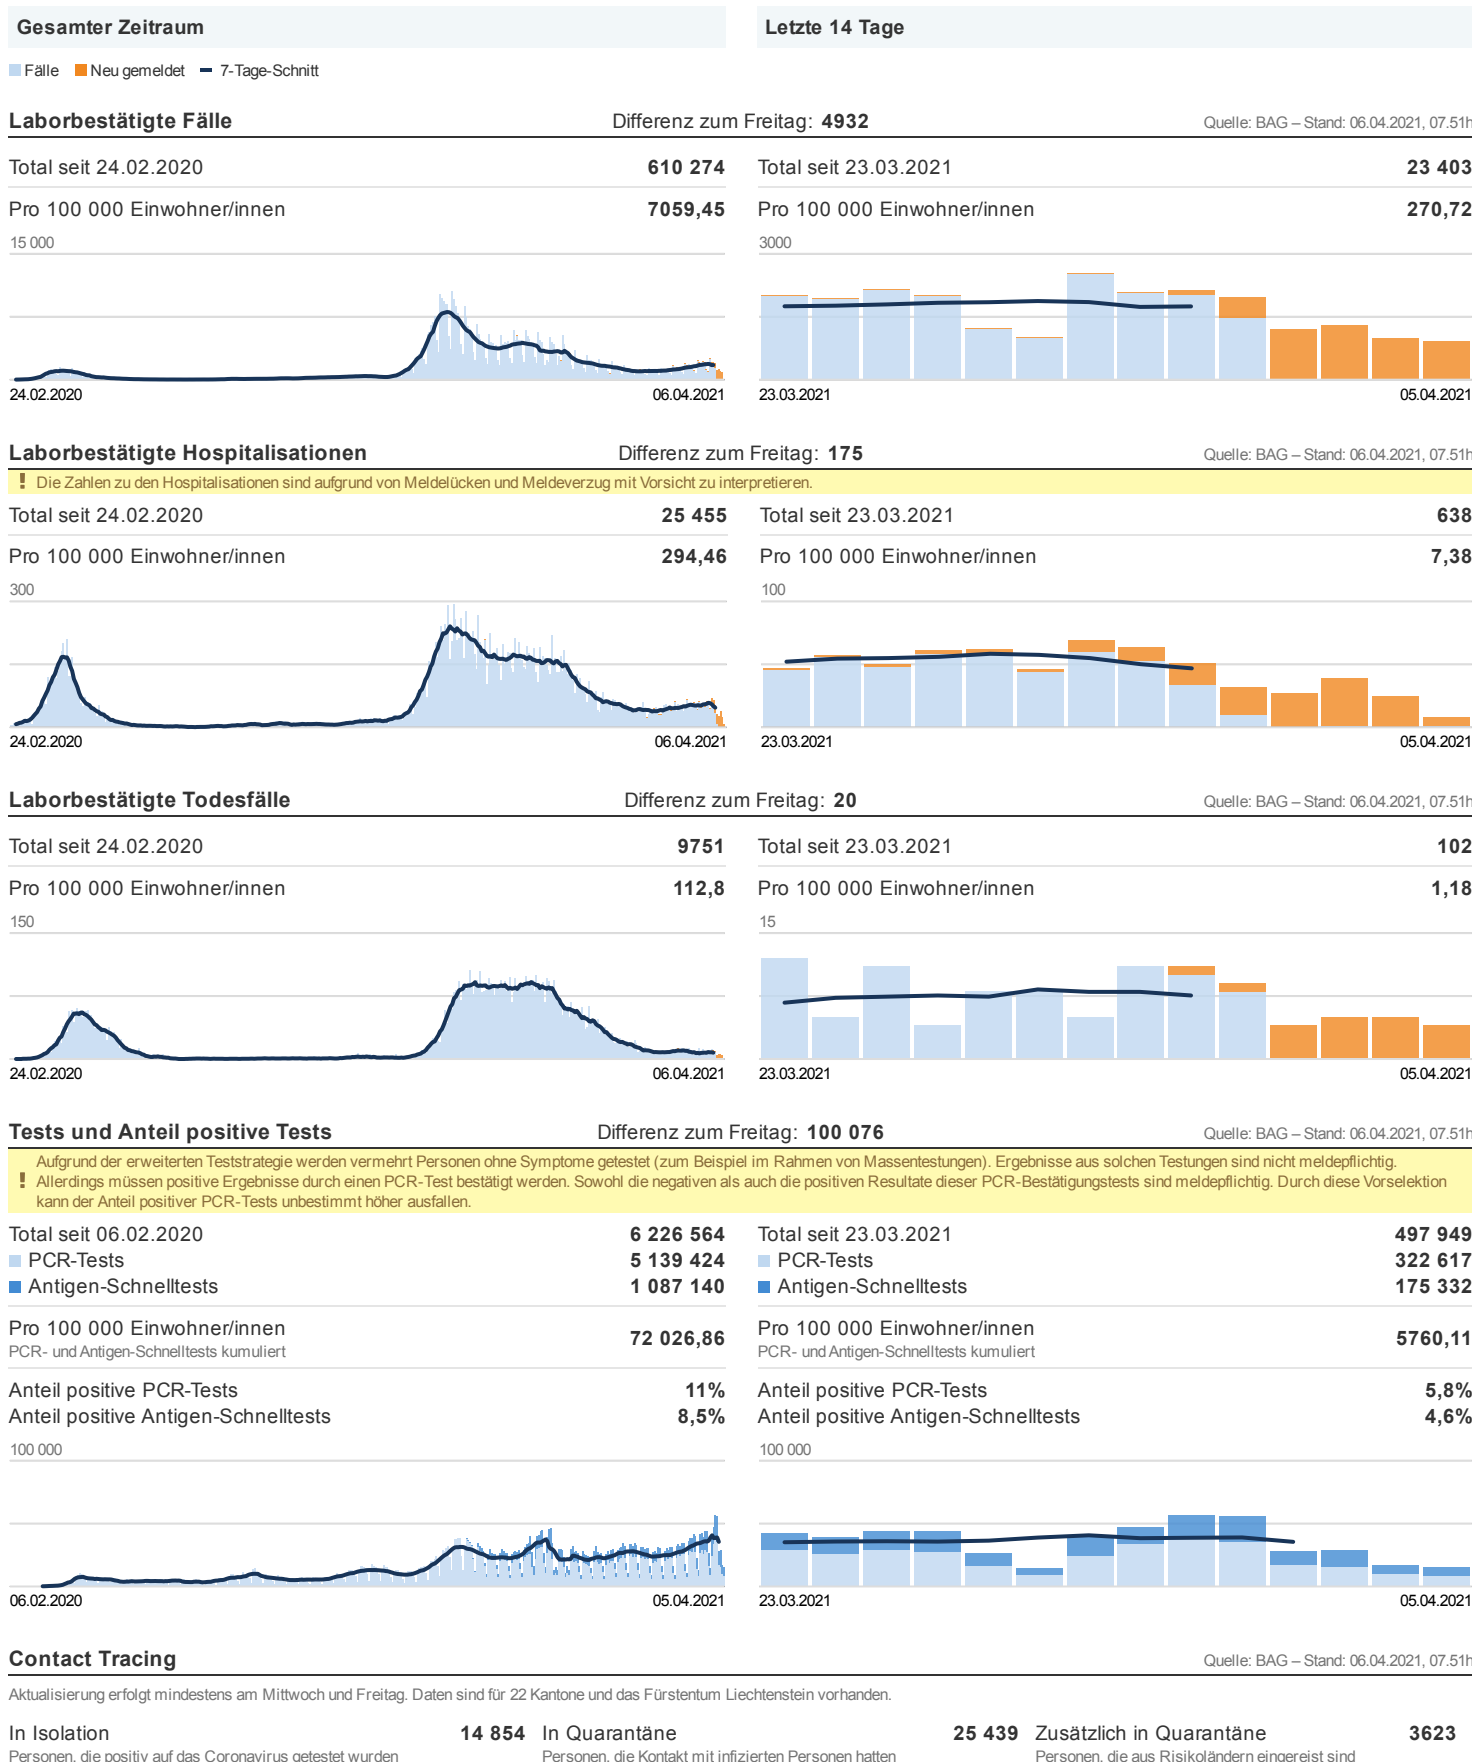 Gesamter Zeitraum
Letzte 14 Tage
Fälle Neu gemeldet 7-Tage-Schnitt
Laborbestätigte Fälle Differenz zum Freitag: 4932 Quelle: BAG – Stand: 06.04.2021, 07.51h
Total seit 24.02.2020 610 274 Total seit 23.03.2021 23 403
Pro 100 000 Einwohner/innen 7059,45 Pro 100 000 Einwohner/innen 270,72
15 000 3000
24.02.2020 06.04.2021 23.03.2021 05.04.2021
Laborbestätigte Hospitalisationen Differenz zum Freitag: 175 Quelle: BAG – Stand: 06.04.2021, 07.51h
! Die Zahlen zu den Hospitalisationen sind aufgrund von Meldelücken und Meldeverzug mit Vorsicht zu interpretieren.
Total seit 24.02.2020 25 455 Total seit 23.03.2021 638
Pro 100 000 Einwohner/innen 294,46 Pro 100 000 Einwohner/innen 7,38
300 100
24.02.2020 06.04.2021 23.03.2021 05.04.2021
Laborbestätigte Todesfälle Differenz zum Freitag: 20 Quelle: BAG – Stand: 06.04.2021, 07.51h
Total seit 24.02.2020 9751 Total seit 23.03.2021 102
Pro 100 000 Einwohner/innen 112,8 Pro 100 000 Einwohner/innen 1,18
150 15
24.02.2020 06.04.2021 23.03.2021 05.04.2021
Tests und Anteil positive Tests Differenz zum Freitag: 100 076 Quelle: BAG – Stand: 06.04.2021, 07.51h
Aufgrund der erweiterten Teststrategie werden vermehrt Personen ohne Symptome getestet (zum Beispiel im Rahmen von Massentestungen). Ergebnisse aus solchen Testungen sind nicht meldepflichtig.
! Allerdings müssen positive Ergebnisse durch einen PCR-Test bestätigt werden. Sowohl die negativen als auch die positiven Resultate dieser PCR-Bestätigungstests sind meldepflichtig. Durch diese Vorselektion
kann der Anteil positiver PCR-Tests unbestimmt höher ausfallen.
Total seit 06.02.2020 6 226 564 Total seit 23.03.2021 497 949
PCR-Tests 5 139 424 PCR-Tests 322 617
Antigen-Schnelltests 1 087 140 Antigen-Schnelltests 175 332
Pro 100 000 Einwohner/innen 72 026,86 Pro 100 000 Einwohner/innen 5760,11
PCR- und Antigen-Schnelltests kumuliert PCR- und Antigen-Schnelltests kumuliert
Anteil positive PCR-Tests 11% Anteil positive PCR-Tests 5,8%
Anteil positive Antigen-Schnelltests 8,5% Anteil positive Antigen-Schnelltests 4,6%
100 000 100 000
06.02.2020 05.04.2021 23.03.2021 05.04.2021
Contact Tracing Quelle: BAG – Stand: 06.04.2021, 07.51h
Aktualisierung erfolgt mindestens am Mittwoch und Freitag. Daten sind für 22 Kantone und das Fürstentum Liechtenstein vorhanden.
In Isolation 14 854 In Quarantäne 25 439 Zusätzlich in Quarantäne 3623
Personen, die positiv auf das Coronavirus getestet wurden Personen, die Kontakt mit infizierten Personen hatten Personen, die aus Risikoländern eingereist sind